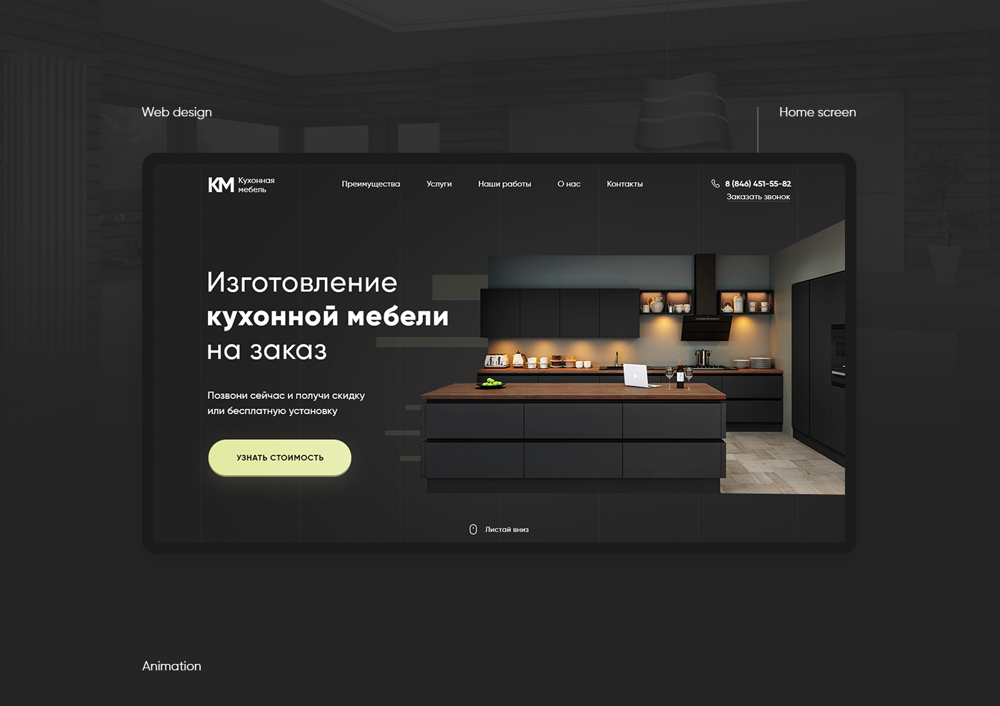 Web design
Home screen
КМ Кухонная
мебель
Преимущества
Услуги
Наши работы
О нас
Контакты
8 (846) 451-55-82
Заказать звонок
Изготовление
кухонной мебели
на заказ
Позвони сейчас и получи скидку
или бесплатную установку
УЗНАТЬ СТОИМОСТЬ
Листай вниз
Animation